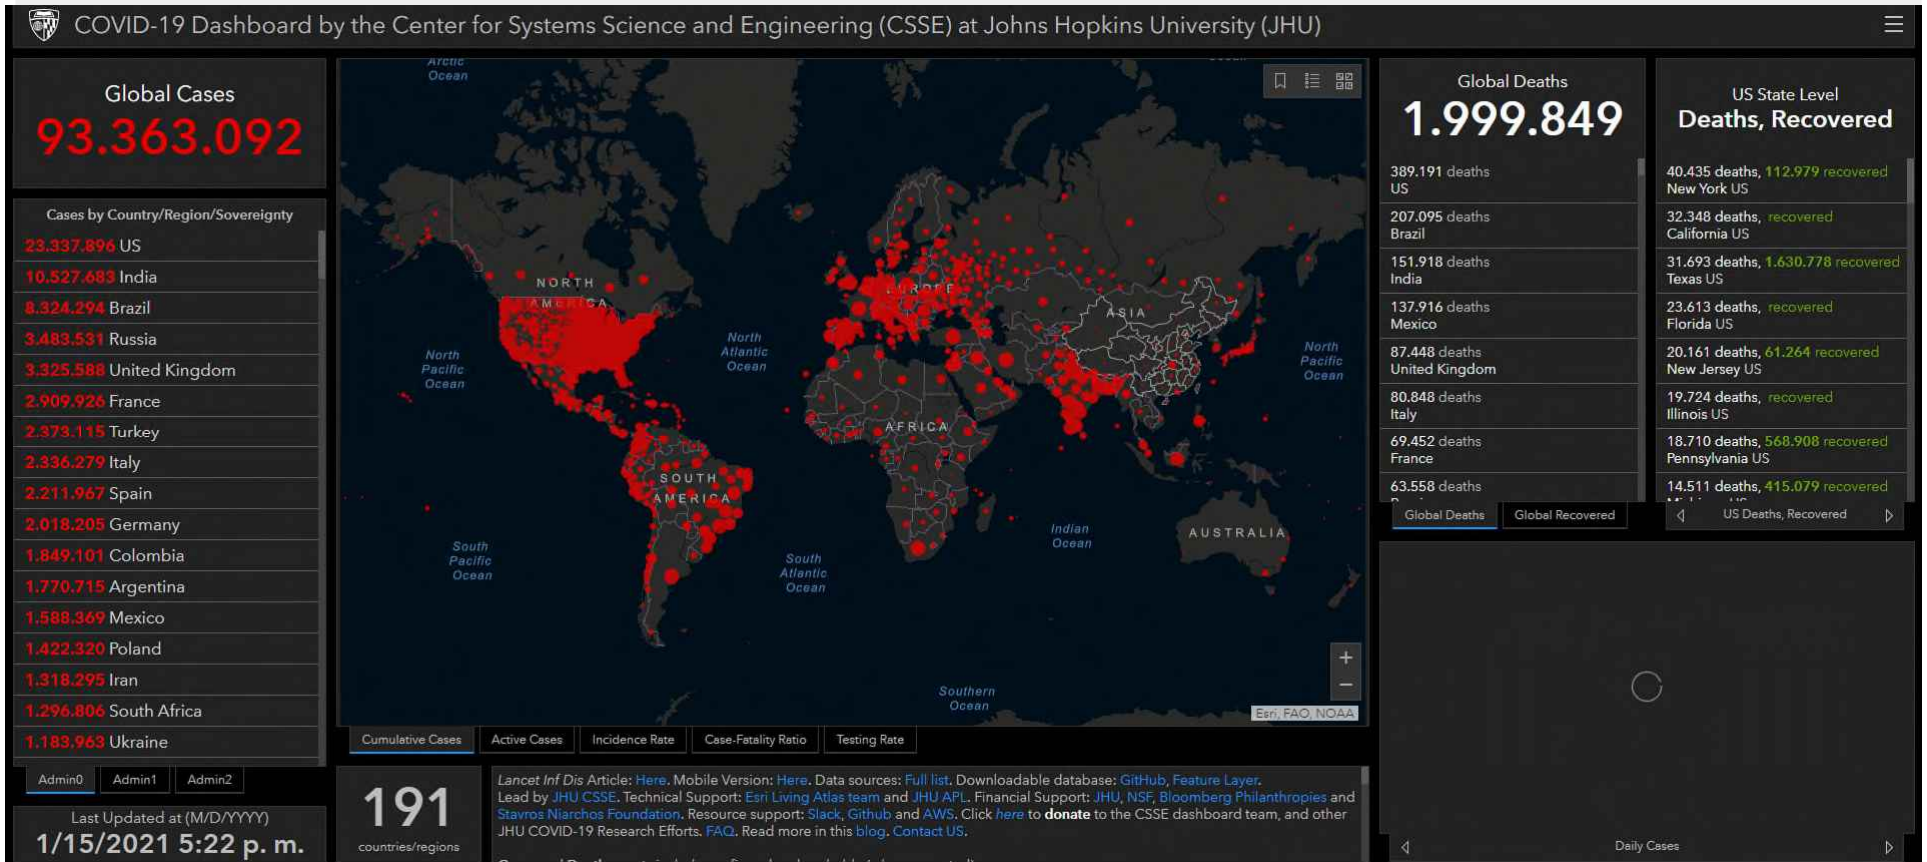 COVID-19 Dashboard by the Center for Systems Science and Engineering (CSSE) at Johns Hopkins University (JHU)
Global Cases
93.363.092
Cases by Country/Region/Sovereignty
23.337.896 US
10.527.683 India
8.324.294 Brazil
3.483.531 Russia
3.325.588 United Kingdom
2.909.926 France
2.373.115 Turkey
2.336.279 Italy
2.211.967 Spain
2.018.205 Germany
1.849.101 Colombia
1.770.715 Argentina
1.588.369 Mexico
1.422.320 Poland
1.318.295 Iran
1.296.806 South Africa
1.183.963 Ukraine
Admin0
Admin1
Admin2
Last Updated at (M/D/YYYY)
1/15/2021 5:22 p. m.
Arctic
Ocean
NORTH
AMERICA
EUROPE
ASIA
North
Pacific
Ocean
North
Atlantic
Ocean
North
Pacific
Ocean
AFRICA
SOUTH
AMERICA
AUSTRALIA
South
Pacific
Ocean
South
Atlantic
Ocean
Indian
Ocean
Southern
Ocean
+
−
Esri, FAO, NOAA
Cumulative Cases
Active Cases
Incidence Rate
Case-Fatality Ratio
Testing Rate
191
countries/regions
Lancet Inf Dis Article: Here. Mobile Version: Here. Data sources: Full list. Downloadable database: GitHub, Feature Layer.
Lead by JHU CSSE. Technical Support: Esri Living Atlas team and JHU APL. Financial Support: JHU, NSF, Bloomberg Philanthropies and
Stavros Niarchos Foundation. Resource support: Slack, Github and AWS. Click here to donate to the CSSE dashboard team, and other
JHU COVID-19 Research Efforts. FAQ. Read more in this blog. Contact US.
Global Deaths
1.999.849
389.191 deaths
US
207.095 deaths
Brazil
151.918 deaths
India
137.916 deaths
Mexico
87.448 deaths
United Kingdom
80.848 deaths
Italy
69.452 deaths
France
63.558 deaths
Global Deaths
Global Recovered
US State Level
Deaths, Recovered
40.435 deaths, 112.979 recovered
New York US
32.348 deaths, recovered
California US
31.693 deaths, 1.630.778 recovered
Texas US
23.613 deaths, recovered
Florida US
20.161 deaths, 61.264 recovered
New Jersey US
19.724 deaths, recovered
Illinois US
18.710 deaths, 568.908 recovered
Pennsylvania US
14.511 deaths, 415.079 recovered
US Deaths, Recovered
Daily Cases